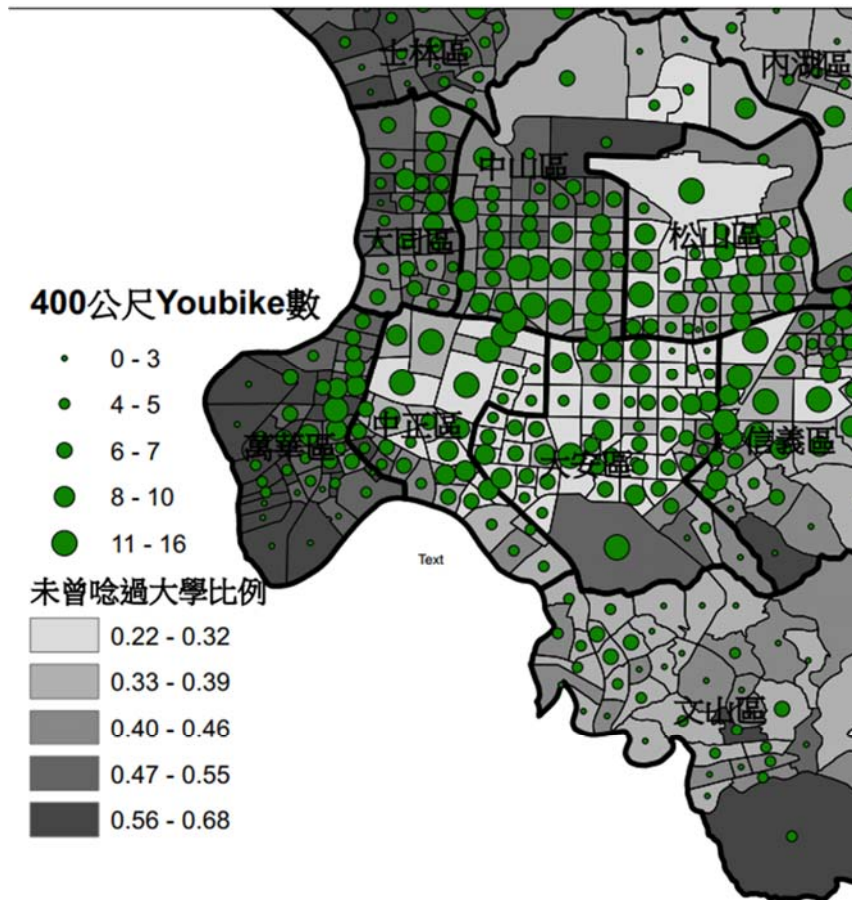 士林區
內湖區
中山區
大同區
松山區
400公尺Youbike數
0 - 3
4 - 5
6 - 7
8 - 10
11 - 16
萬華區
中正區
大安區
信義區
Text
未曾唸過大學比例
0.22 - 0.32
0.33 - 0.39
0.40 - 0.46
0.47 - 0.55
0.56 - 0.68
文山區